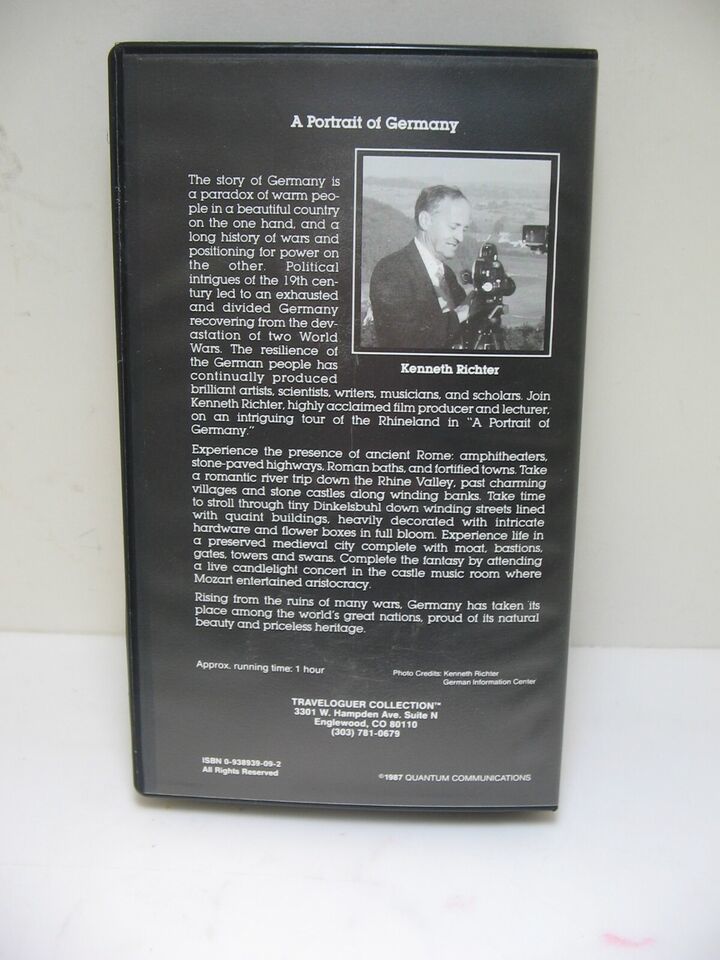 A Portrait of Germany
The story of Germany is
a paradox of warm peo-
ple in a beautiful country
on the one hand, and a
long history of wars and
positioning for power on
the other. Political
intrigues of the 19th cen-
tury led to an exhausted
and divided Germany
recovering from the dev-
astation of two World
Wars. The resilience of
the German people has
continually produced
brilliant artists, scientists, writers, musicians, and scholars. Join
Kenneth Richter, highly acclaimed film producer and lecturer,
on an intriguing tour of the Rhineland in "A Portrait of
Germany."
Kenneth Richter
Experience the presence of ancient Rome: amphitheaters,
stone-paved highways, Roman baths, and fortified towns. Take
a romantic river trip down the Rhine Valley, past charming
villages and stone castles along winding banks. Take time
to stroll through tiny Dinkelsbuhl down winding streets lined
with quaint buildings, heavily decorated with intricate
hardware and flower boxes in full bloom. Experience life in
a preserved medieval city complete with moat, bastions,
gates, towers and swans. Complete the fantasy by attending
a live candlelight concert in the castle music room where
Mozart entertained aristocracy.
Rising from the ruins of many wars, Germany has taken its
place among the world's great nations, proud of its natural
beauty and priceless heritage.
Approx. running time: 1 hour
Photo Credits: Kenneth Richter
German Information Center
TRAVELOGUER COLLECTION™
3301 W. Hampden Ave. Suite N
Englewood, CO 80110
(303) 781-0679
ISBN 0-938939-09-2
All Rights Reserved
©1987 QUANTUM COMMUNICATIONS